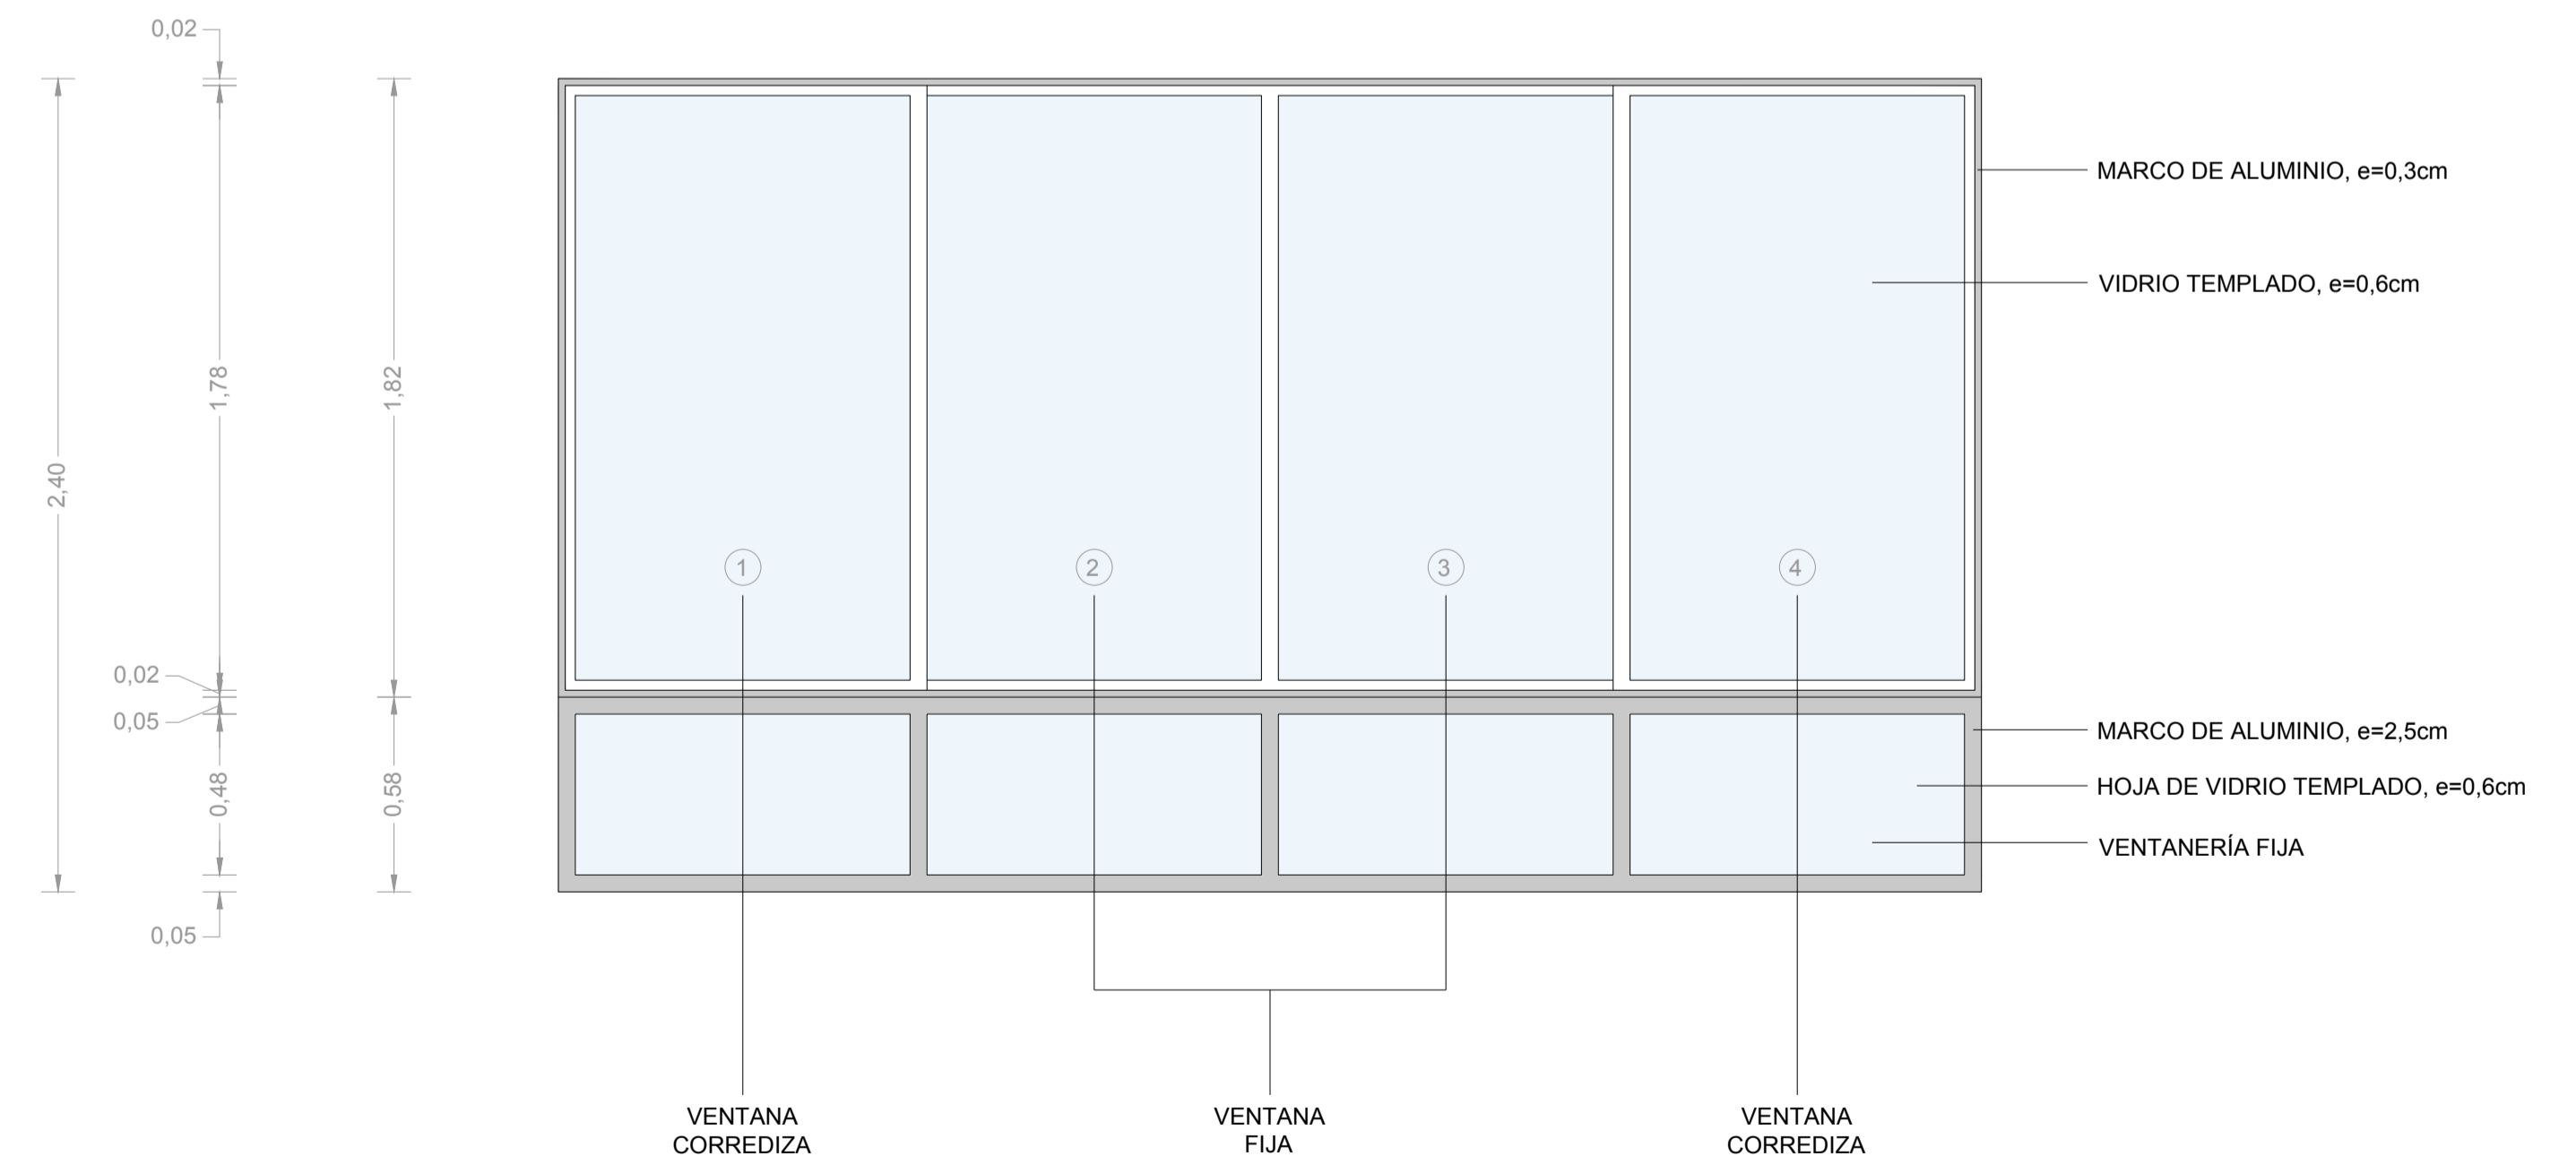 0,02
2,40
1,78
1,82
0,02
0,05
0,48
0,58
0,05
MARCO DE ALUMINIO, e=0,3cm
VIDRIO TEMPLADO, e=0,6cm
1
2
3
4
MARCO DE ALUMINIO, e=2,5cm
HOJA DE VIDRIO TEMPLADO, e=0,6cm
VENTANERÍA FIJA
VENTANA
CORREDIZA
VENTANA
FIJA
VENTANA
CORREDIZA